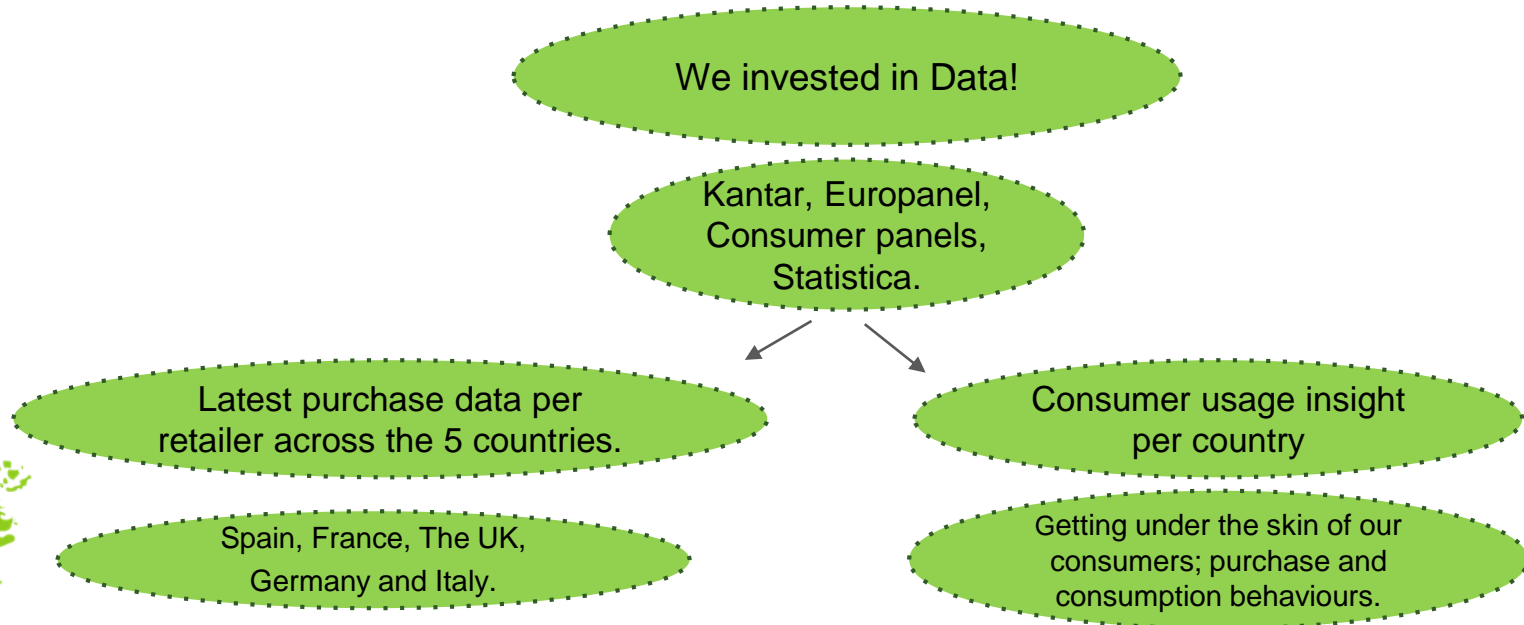 We invested in Data!
Kantar, Europanel,
Consumer panels,
Statistica.
Latest purchase data per
retailer across the 5 countries.
Spain, France, The UK,
Germany and Italy.
Consumer usage insight
per country
Getting under the skin of our
consumers; purchase and
consumption behaviours.